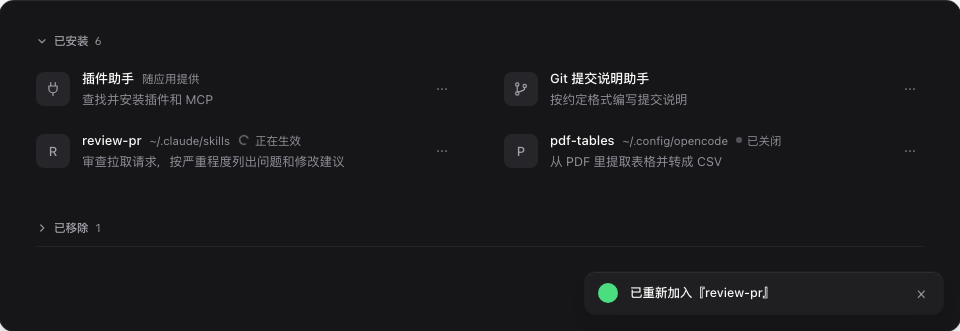 已安装 6
插件助手 随应用提供
查找并安装插件和 MCP
Git 提交说明助手
按约定格式编写提交说明
R
review-pr ~/.claude/skills 正在生效
审查拉取请求，按严重程度列出问题和修改建议
P
pdf-tables ~/.config/opencode 已关闭
从 PDF 里提取表格并转成 CSV
已移除 1
已重新加入『review-pr』